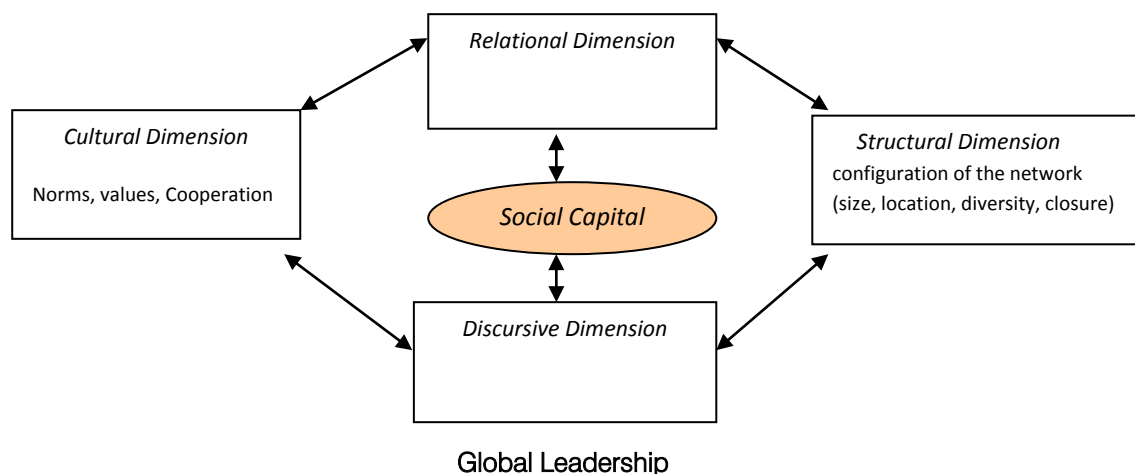 Relational Dimension
Cultural Dimension
Norms, values, Cooperation
Structural Dimension
configuration of the network
(size, location, diversity, closure)
Social Capital
Discursive Dimension
Global Leadership